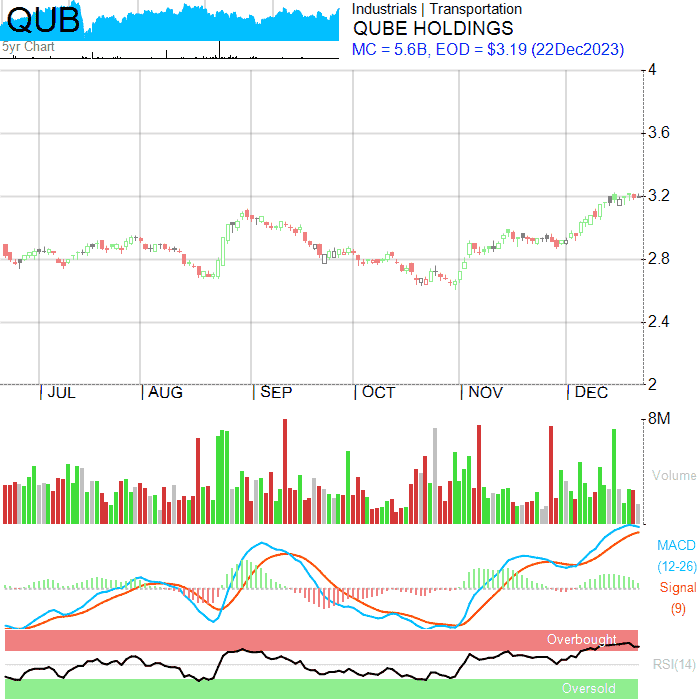 QUB
5yr Chart
Industrials | Transportation
QUBE HOLDINGS
MC = 5.6B, EOD = $3.19 (22Dec2023)
4
3.6
3.2
2.8
2.4
2
JUL
AUG
SEP
OCT
NOV
DEC
8M
Volume
MACD
(12-26)
Signal
(9)
Overbought
RSI(14)
Oversold